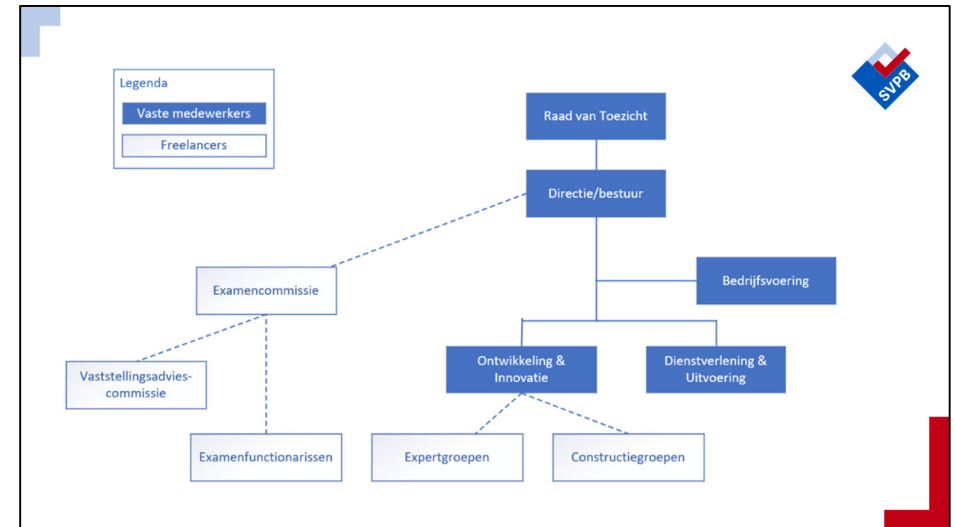 Legenda
Vaste medewerkers
Freelancers
SVPB
Raad van Toezicht
Directie/bestuur
Examencommissie
Bedrijfsvoering
Vaststellingsadvies-
commissie
Ontwikkeling &
Innovatie
Dienstverlening &
Uitvoering
Examenfunctionarissen
Expertgroepen
Constructiegroepen